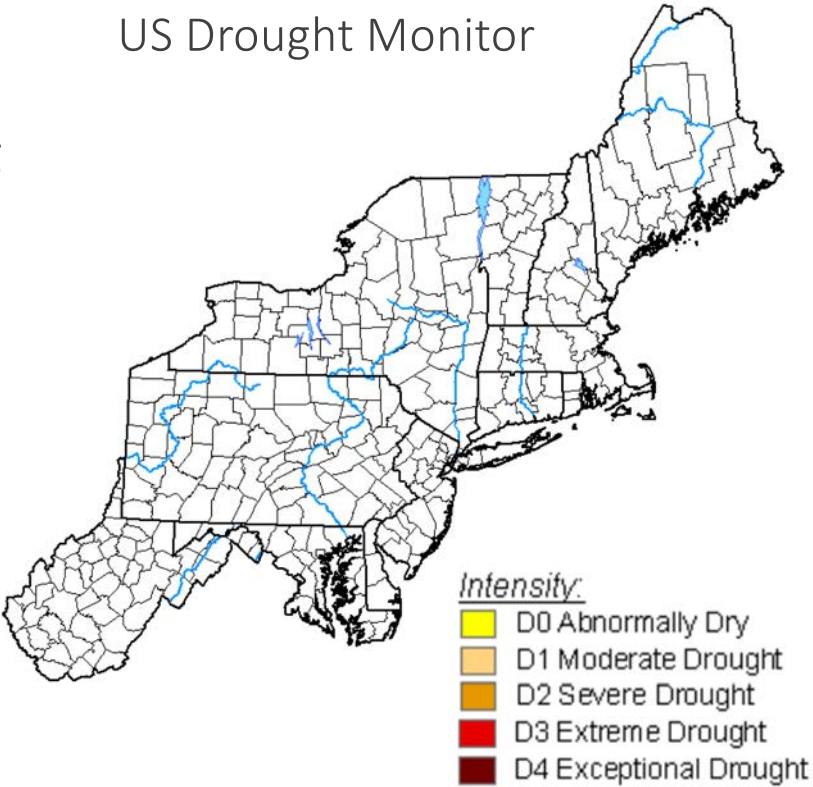 US Drought Monitor
Intensity:
D0 Abnormally Dry
D1 Moderate Drought
D2 Severe Drought
D3 Extreme Drought
D4 Exceptional Drought